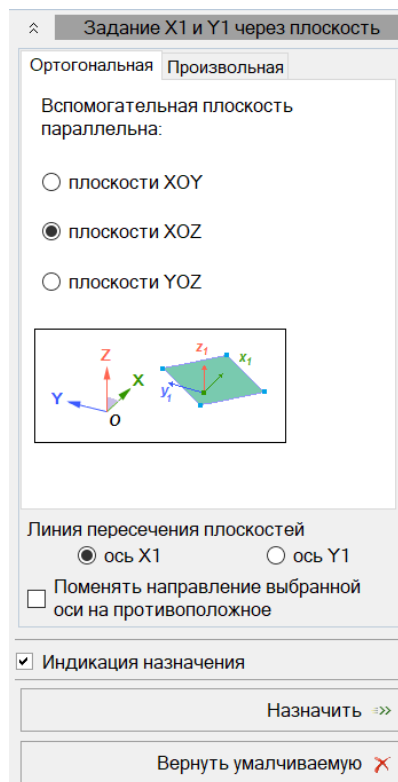 Задание X1 и Y1 через плоскость
Ортогональная Произвольная
Вспомогательная плоскость
параллельна:
плоскости XOY
плоскости XOZ
плоскости YOZ
Z
X
Y
O
z1
x1
y1
Линия пересечения плоскостей
ось X1 ось Y1
Поменять направление выбранной
оси на противоположное
Индикация назначения
Назначить
Вернуть умалчиваемую